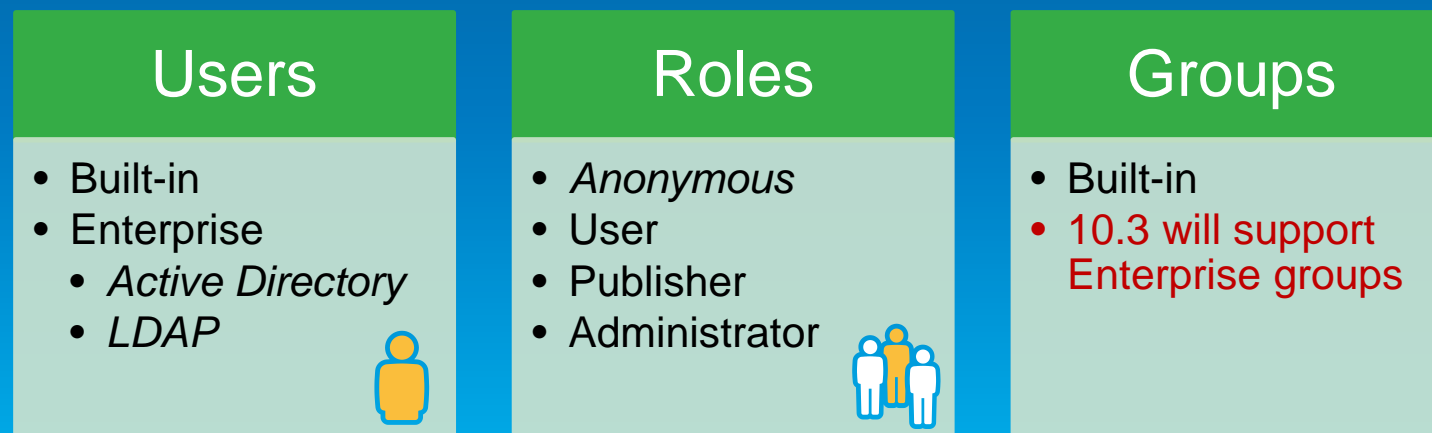 Users
• Built-in
• Enterprise
• Active Directory
• LDAP
Roles
• Anonymous
• User
• Publisher
• Administrator
Groups
• Built-in
• 10.3 will support
Enterprise groups